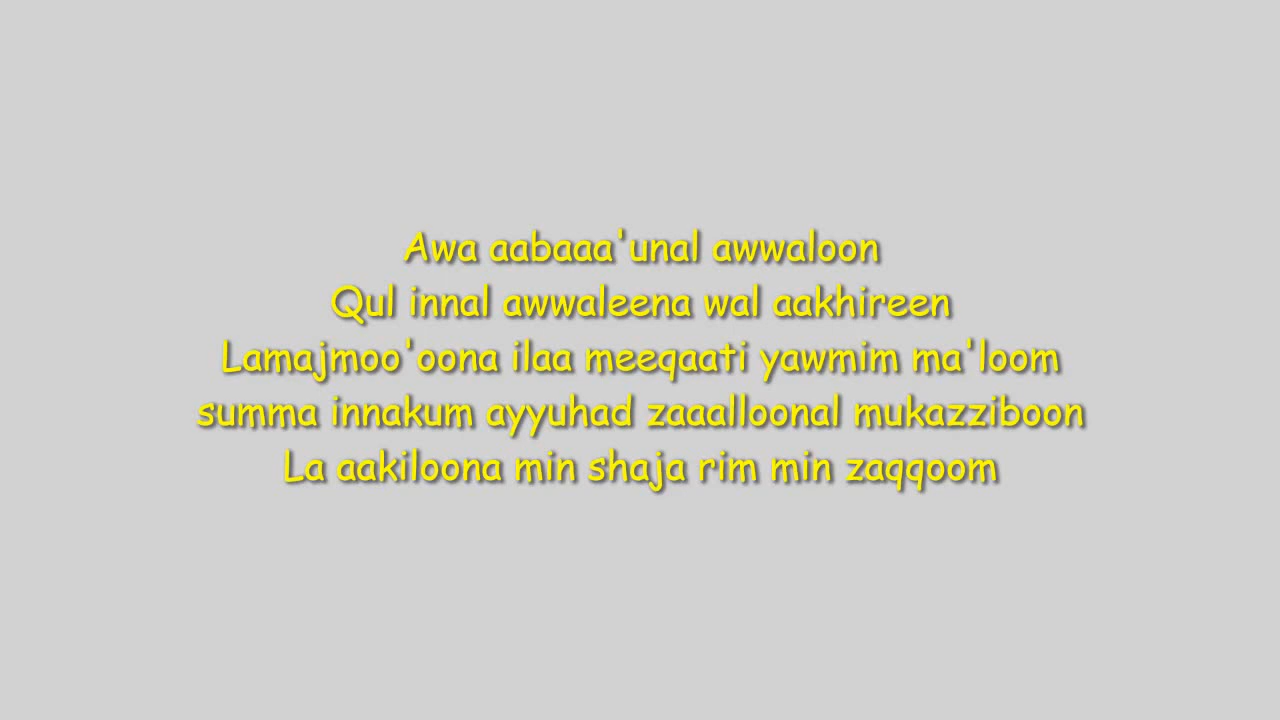 Awa aabaaa'unal awwaloon
Qul innal awwaleena wal aakhireen
Lamajmoo'oona ilaa meeqaati yawmim ma'loom
summa innakum ayyuhad zaaalloonal mukazziboon
La aakiloona min shaja rim min zaqqoom